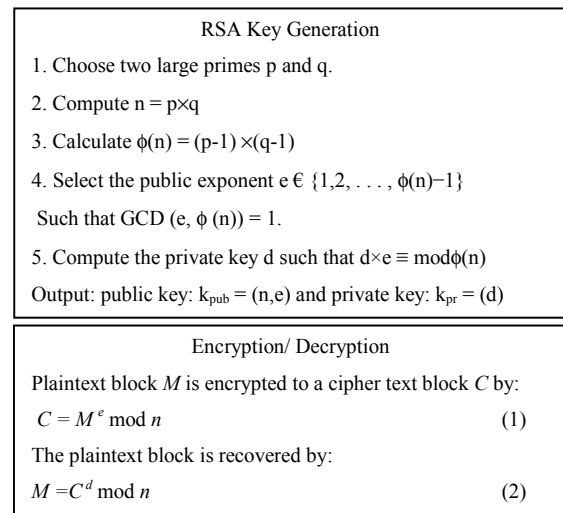 RSA Key Generation
1. Choose two large primes p and q.
2. Compute n = p×q
3. Calculate ϕ(n) = (p-1) ×(q-1)
4. Select the public exponent e € {1,2, . . . , ϕ(n)−1}
Such that GCD (e, ϕ (n)) = 1.
5. Compute the private key d such that d×e ≡ modϕ(n)
Output: public key: k_pub = (n,e) and private key: k_pr = (d)
Encryption/ Decryption
Plaintext block M is encrypted to a cipher text block C by:
C = M^e mod n (1)
The plaintext block is recovered by:
M =C^d mod n (2)